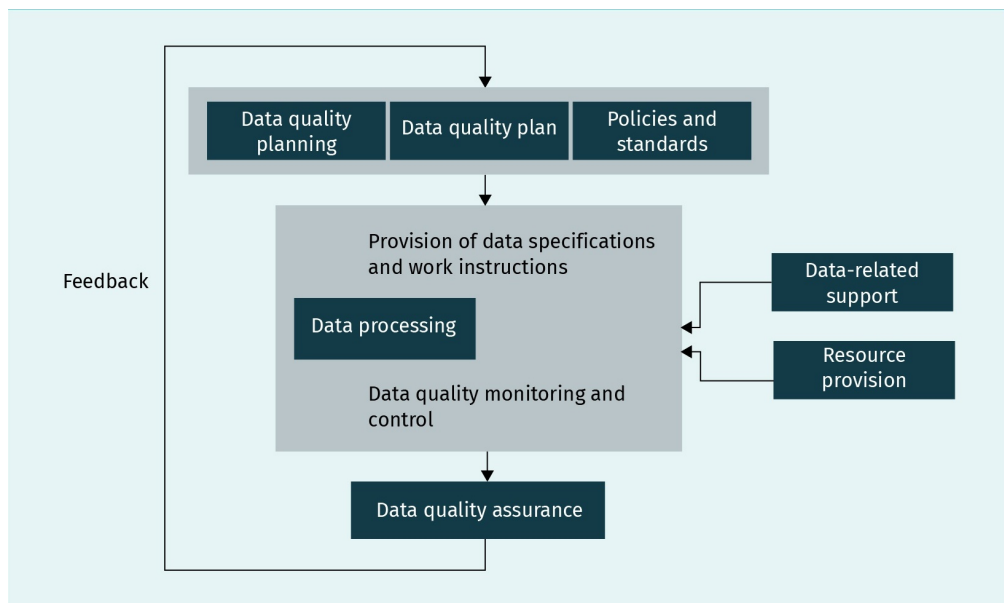 Data quality
planning
Data quality plan
Policies and
standards
Provision of data specifications
and work instructions
Feedback
Data-related
support
Data processing
Resource
provision
Data quality monitoring and
control
Data quality assurance